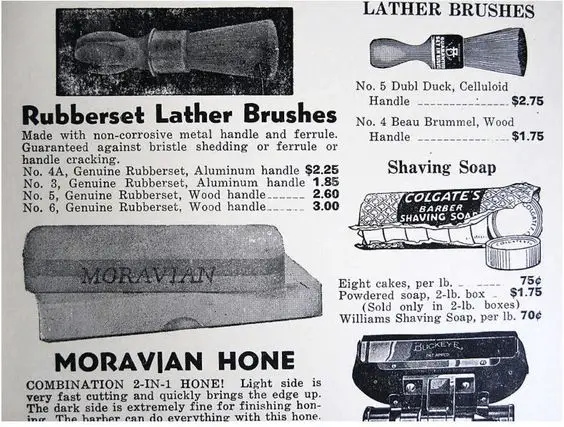 Rubberset Lather Brushes
Made with non-corrosive metal handle and ferrule.
Guaranteed against bristle shedding or ferrule or
handle cracking.
No. 4A, Genuine Rubberset, Aluminum handle $2.25
No. 3, Genuine Rubberset, Aluminum handle 1.85
No. 5, Genuine Rubberset, Wood handle------ 2.60
No. 6, Genuine Rubberset, Wood handle------ 3.00
MORAVIAN
MORAVIAN HONE
COMBINATION 2-IN-1 HONE! Light side is
very fast cutting and quickly brings the edge up.
The dark side is extremely fine for finishing hon-
ing. The barber can do everything with this hone.
LATHER BRUSHES
No. 5 Dubl Duck, Celluloid
Handle ---------------- $2.75
No. 4 Beau Brummel, Wood
Handle ---------------- $1.75
Shaving Soap
COLGATE'S
BARBER
SHAVING SOAP
Eight cakes, per lb. - ---- 75¢
Powdered soap, 2-lb. box - $1.75
(Sold only in 2-lb. boxes)
Williams Shaving Soap, per lb. 70¢
BUCKEYE